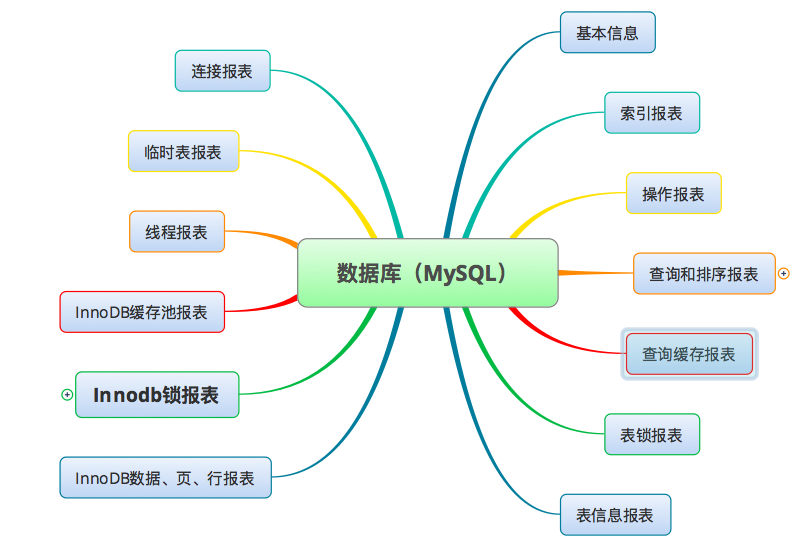 数据库（MySQL）
基本信息
索引报表
操作报表
查询和排序报表
查询缓存报表
表锁报表
表信息报表
连接报表
临时表报表
线程报表
InnoDB缓存池报表
Innodb锁报表
InnoDB数据、页、行报表